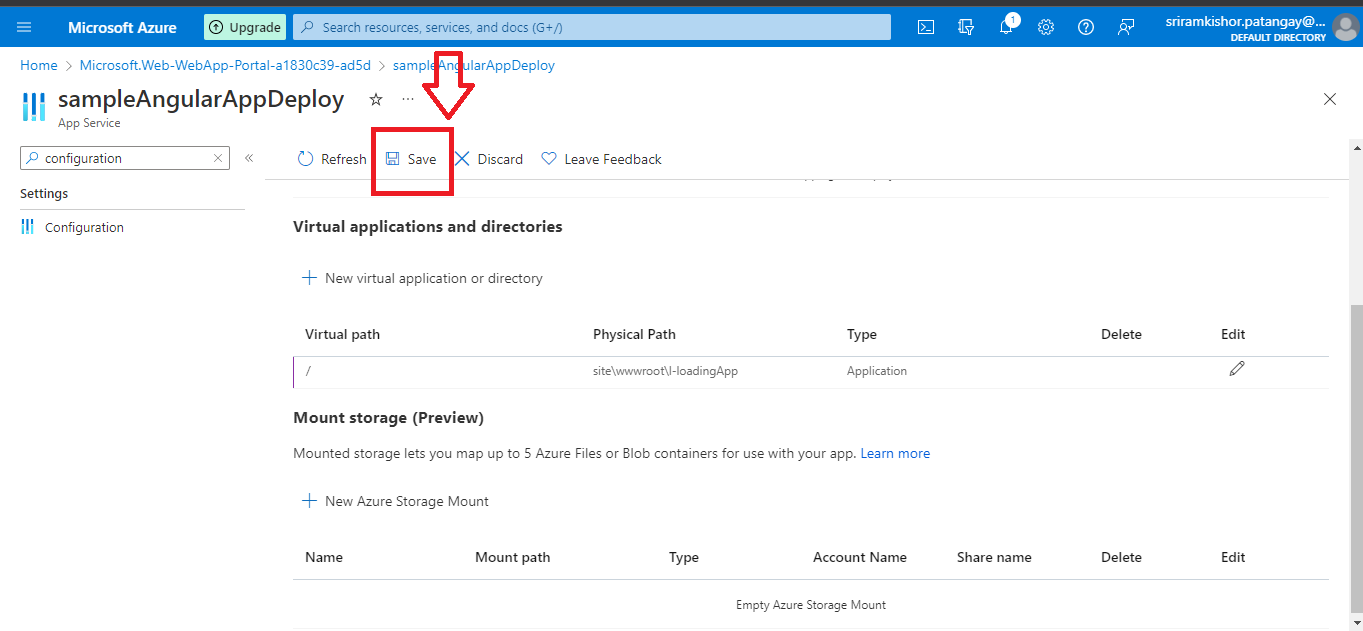 Microsoft Azure
Upgrade
Search resources, services, and docs (G+/)
1
sriramkishor.patangay@...
DEFAULT DIRECTORY
Home > Microsoft.Web-WebApp-Portal-a1830c39-ad5d > sampleAngularAppDeploy
sampleAngularAppDeploy
App Service
configuration
Refresh Save Discard Leave Feedback
Settings
Configuration
Virtual applications and directories
New virtual application or directory
Virtual path Physical Path Type Delete Edit
/ site\wwwroot\l-loadingApp Application
Mount storage (Preview)
Mounted storage lets you map up to 5 Azure Files or Blob containers for use with your app. Learn more
New Azure Storage Mount
Name Mount path Type Account Name Share name Delete Edit
Empty Azure Storage Mount